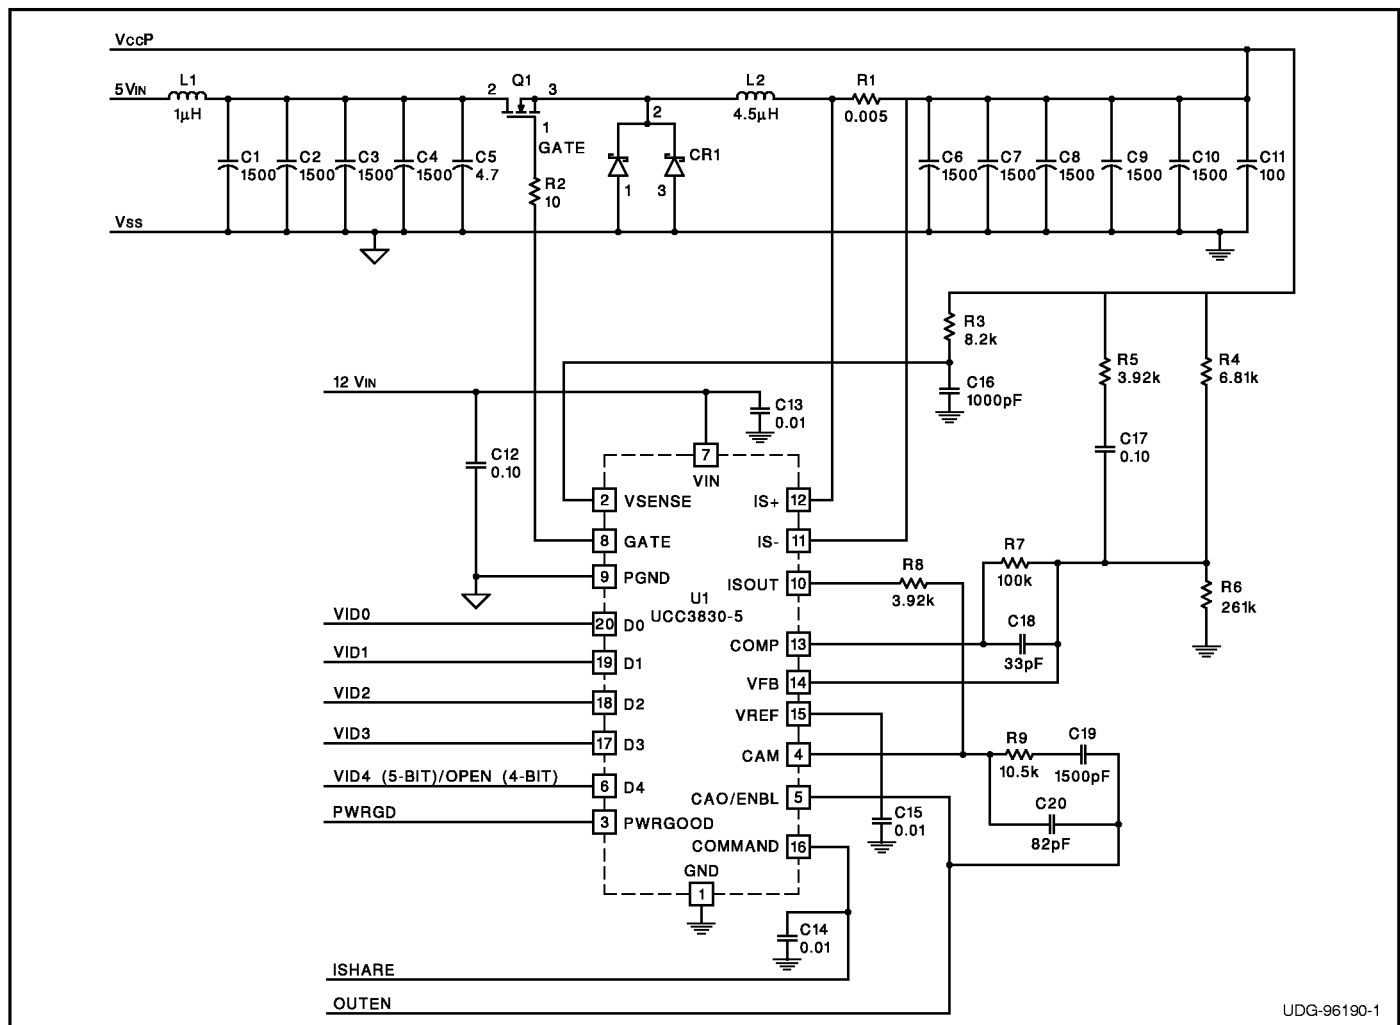 VCCP
5VIN
L1
1µH
C1
1500
C2
1500
C3
1500
C4
1500
C5
4.7
2
Q1
3
1
GATE
R2
10
2
1
3
CR1
L2
4.5µH
R1
0.005
C6
1500
C7
1500
C8
1500
C9
1500
C10
1500
C11
100
VSS
R3
8.2k
C16
1000pF
R5
3.92k
R4
6.81k
C17
0.10
12 VIN
C13
0.01
C12
0.10
7
VIN
2
VSENSE
8
GATE
9
PGND
U1
UCC3830-5
IS+
12
IS-
11
ISOUT
10
R8
3.92k
R7
100k
C18
33pF
R6
261k
VID0
20
D0
VID1
19
D1
VID2
18
D2
VID3
17
D3
VID4 (5-BIT)/OPEN (4-BIT)
6
D4
PWRGD
3
PWRGOOD
COMP
13
VFB
14
VREF
15
CAM
4
CAO/ENBL
5
COMMAND
16
R9
10.5k
C19
1500pF
C20
82pF
C15
0.01
GND
1
C14
0.01
ISHARE
OUTEN
UDG-96190-1